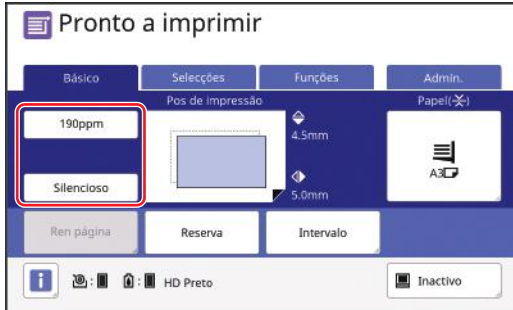 Pronto a imprimir
Básico Selecções Funções Admin.
Pos de impressão Papel( )
190ppm
4.5mm
A3
Silencioso
5.0mm
Ren página Reserva Intervalo
i : : HD Preto Inactivo